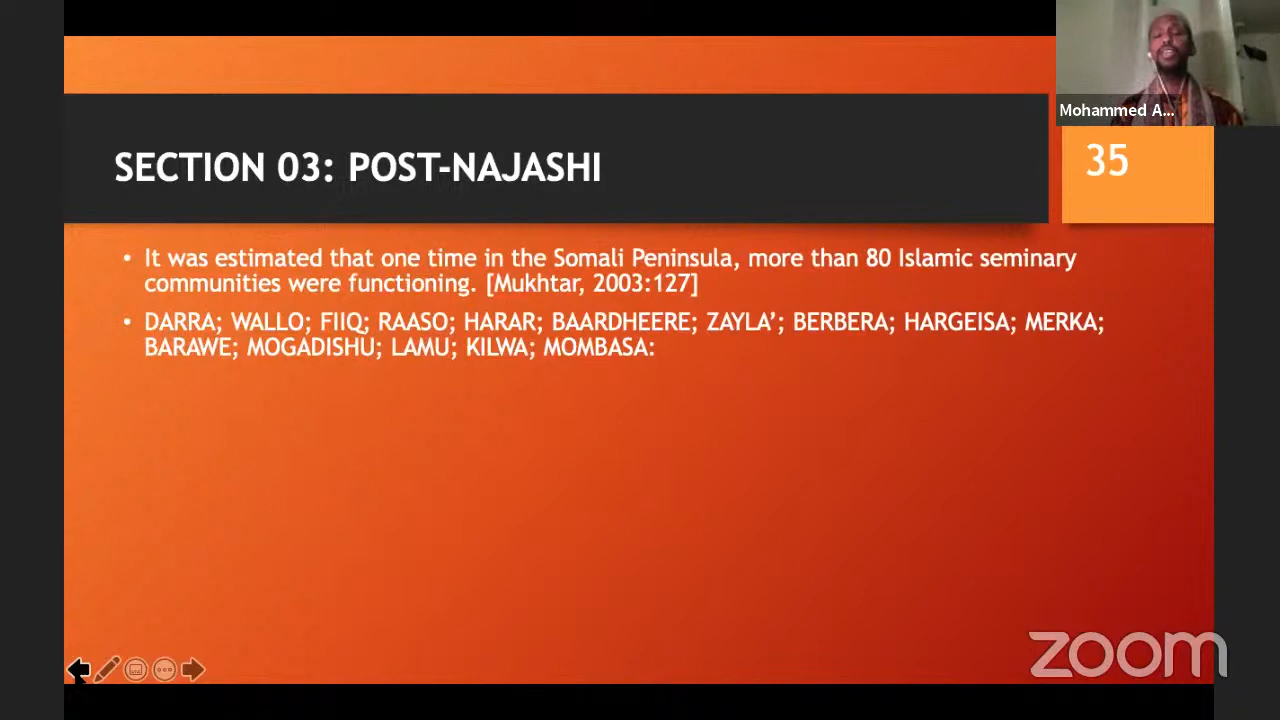 Mohammed A...
SECTION 03: POST-NAJASHI
35
• It was estimated that one time in the Somali Peninsula, more than 80 Islamic seminary
communities were functioning. [Mukhtar, 2003:127]
• DARRA; WALLO; FIIQ; RAASO; HARAR; BAARDHEERE; ZAYLA’; BERBERA; HARGEISA; MERKA;
BARAWE; MOGADISHU; LAMU; KILWA; MOMBASA:
zoom